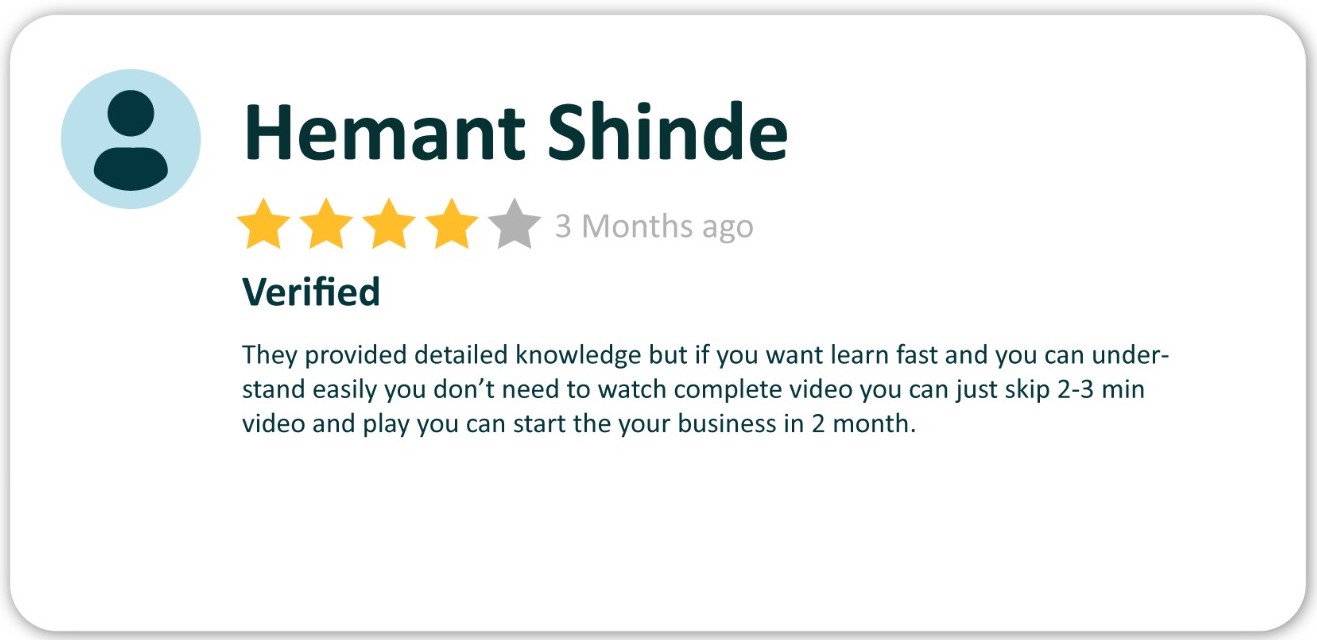 Hemant Shinde
3 Months ago
Verified
They provided detailed knowledge but if you want learn fast and you can under-
stand easily you don’t need to watch complete video you can just skip 2-3 min
video and play you can start the your business in 2 month.